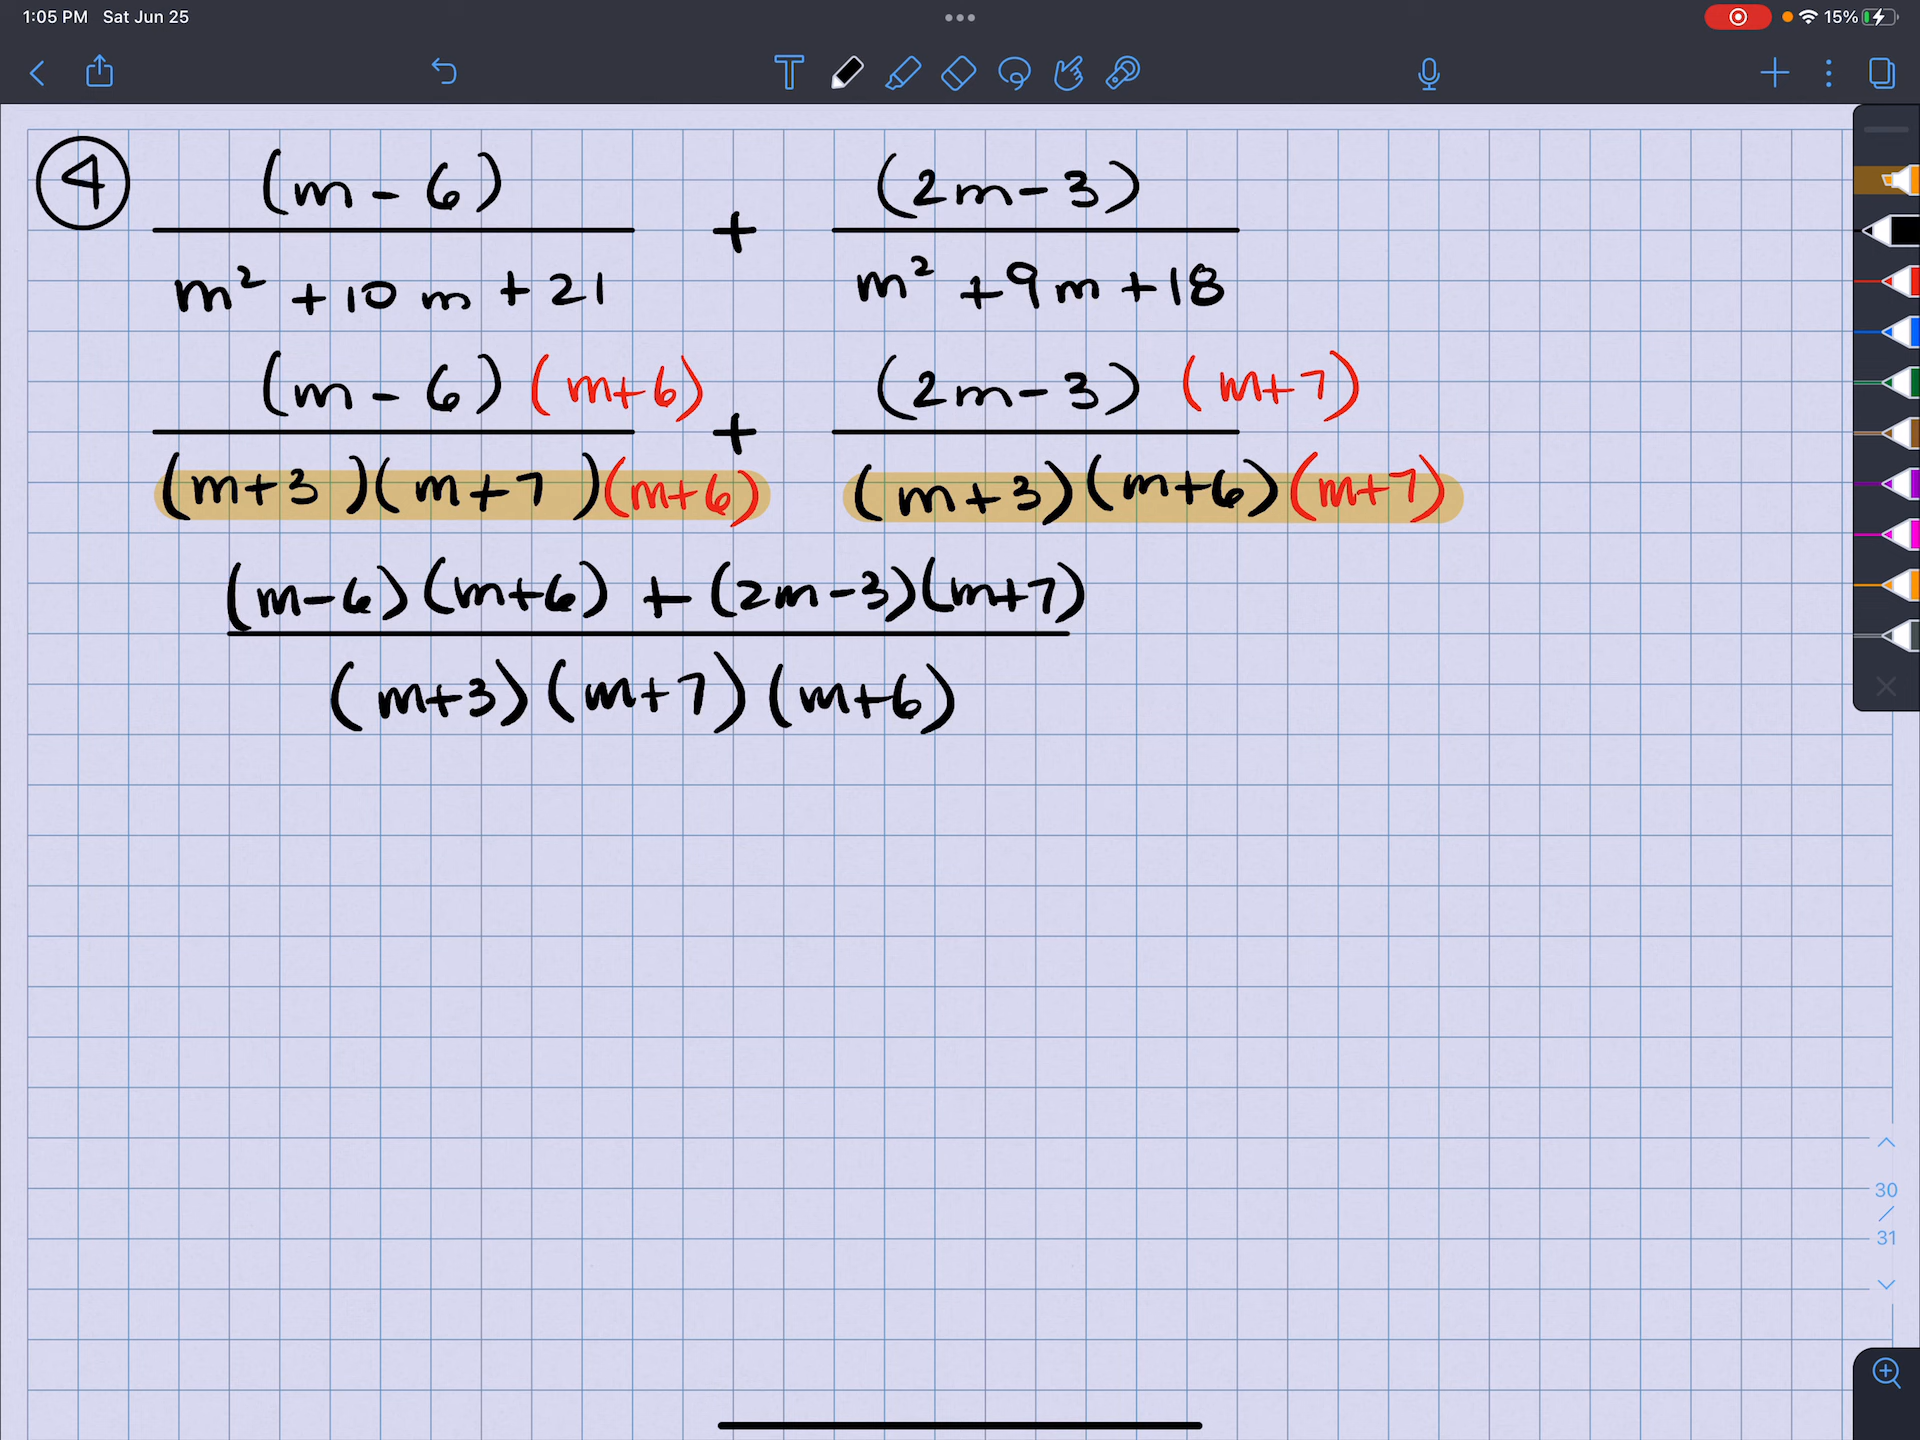 1:05 PM Sat Jun 25
15%
④ (m - 6) / (m² + 10m + 21) + (2m - 3) / (m² + 9m + 18)
(m - 6)(m+6) / (m+3)(m+7)(m+6) + (2m - 3)(m+7) / (m+3)(m+6)(m+7)
(m-6)(m+6) + (2m-3)(m+7) / (m+3)(m+7)(m+6)
30
/
31